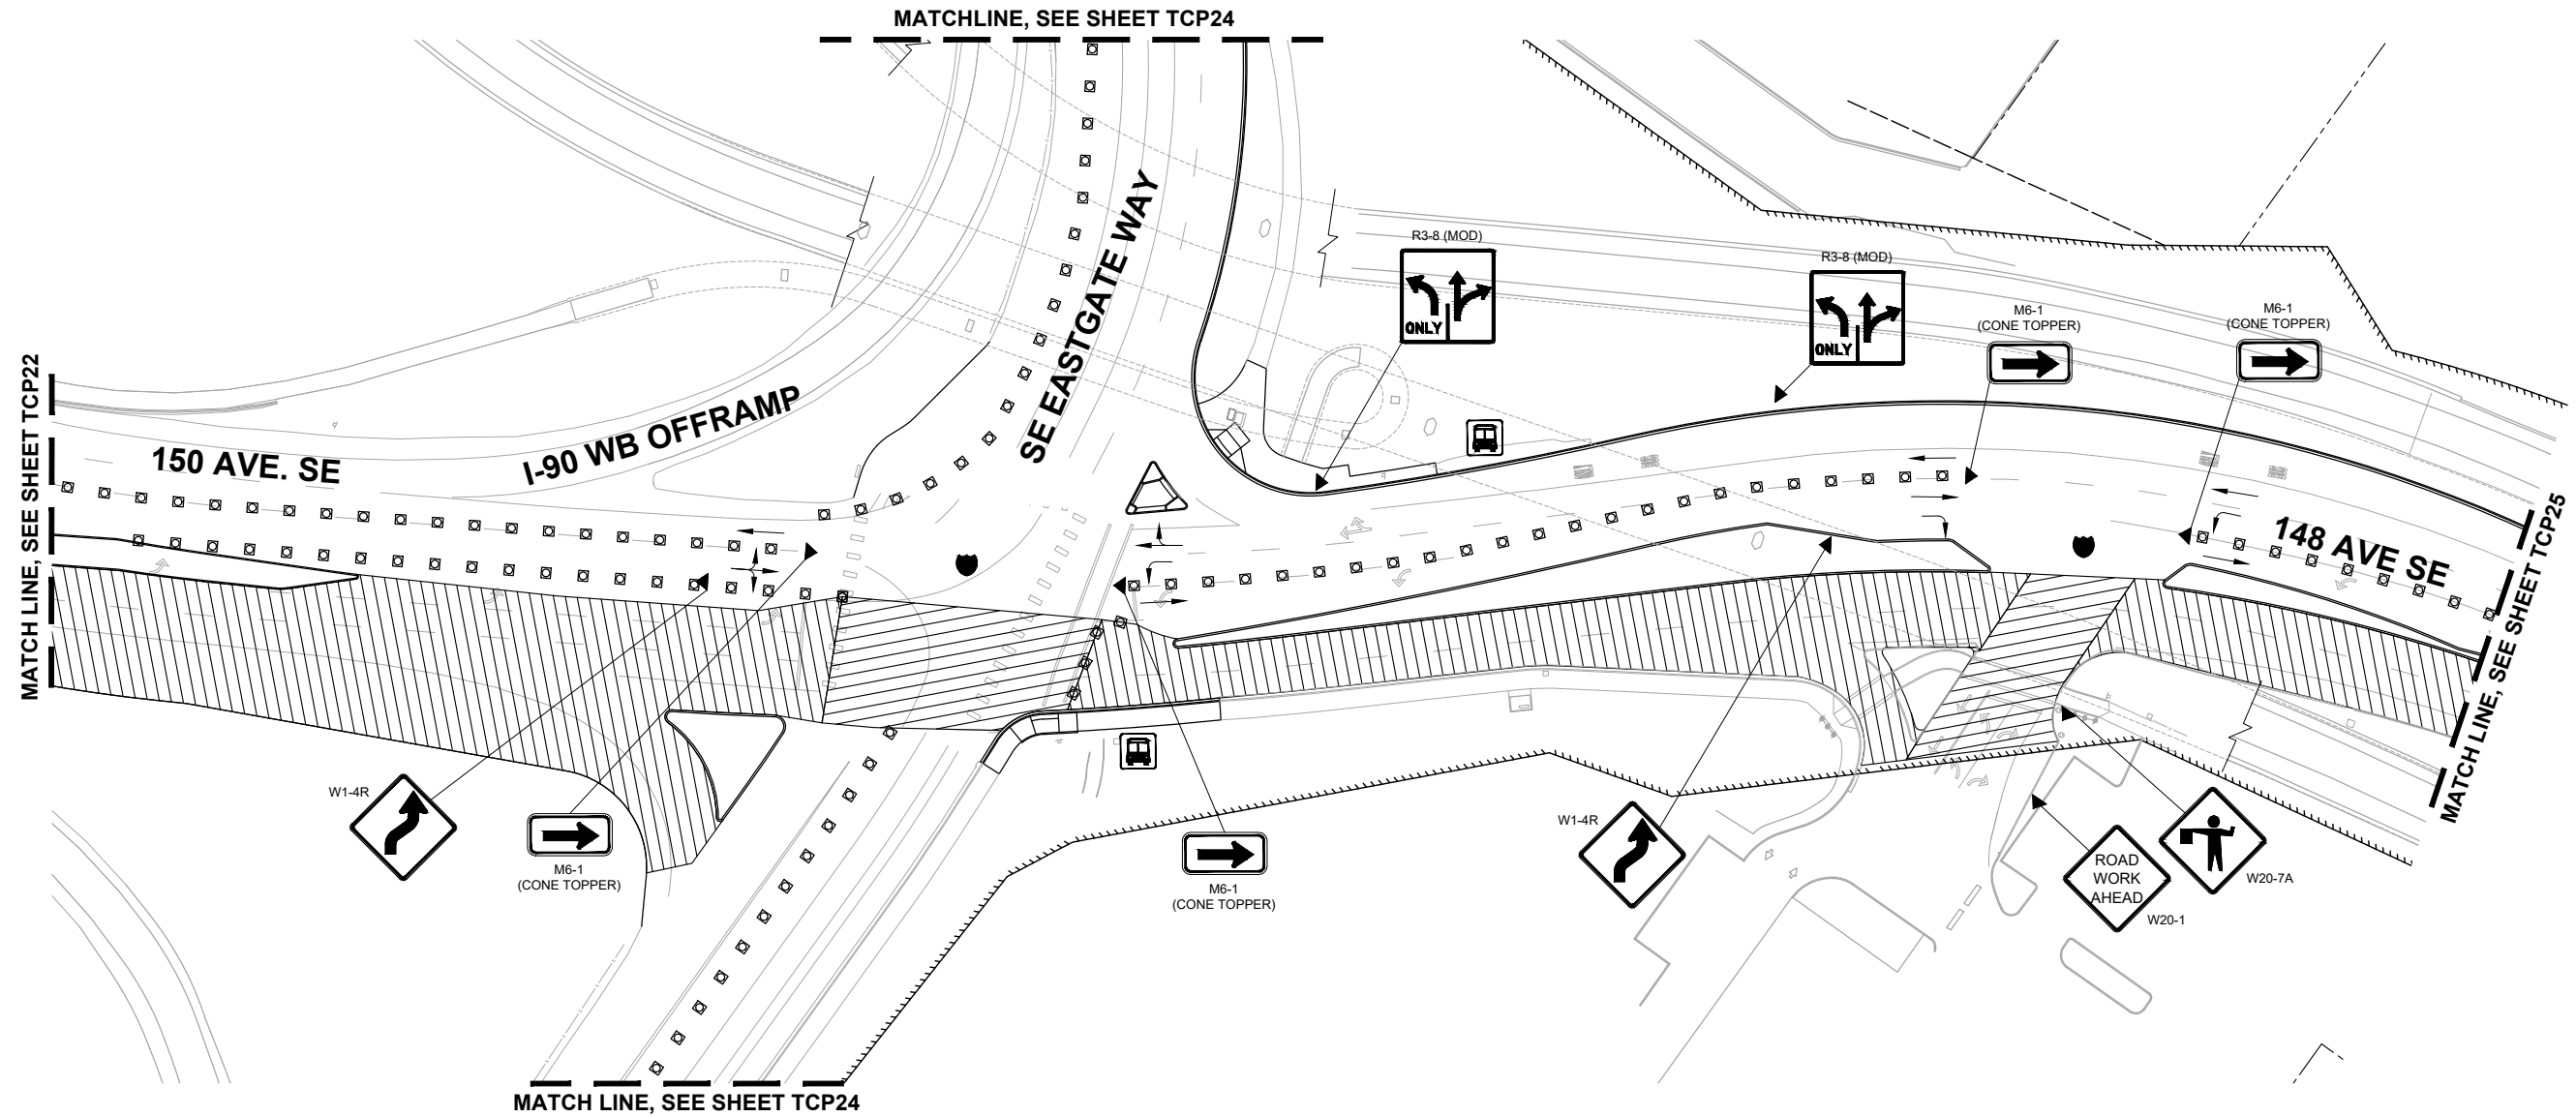 MATCHLINE, SEE SHEET TCP24
R3-8 (MOD)
ONLY
R3-8 (MOD)
ONLY
M6-1
(CONE TOPPER)
M6-1
(CONE TOPPER)
SE EASTGATE WAY
MATCH LINE, SEE SHEET TCP22
150 AVE. SE
I-90 WB OFFRAMP
148 AVE SE
MATCH LINE, SEE SHEET TCP25
W1-4R
M6-1
(CONE TOPPER)
M6-1
(CONE TOPPER)
W1-4R
ROAD
WORK
AHEAD
W20-1
W20-7A
MATCH LINE, SEE SHEET TCP24